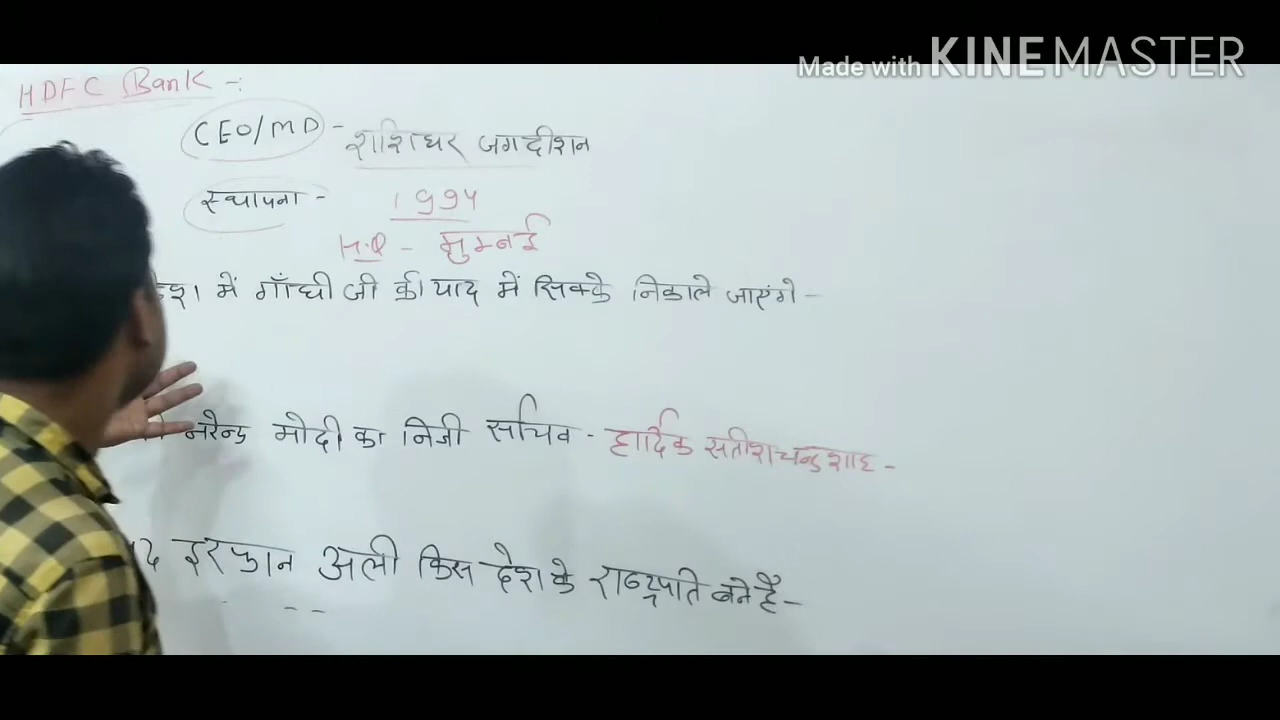 Made with KINEMASTER
HDFC Bank -:
CEO/MD - शशिधर जगदीशन
स्थापना - 1994
H.Q - मुम्बई
में गाँधी जी की याद में सिक्के निकाले जाएंगे -
नरेन्द्र मोदी का निजी सचिव - हार्दिक सतीशचन्द्र शाह -
इरफान अली किस देश के राष्ट्रपति बने हैं -